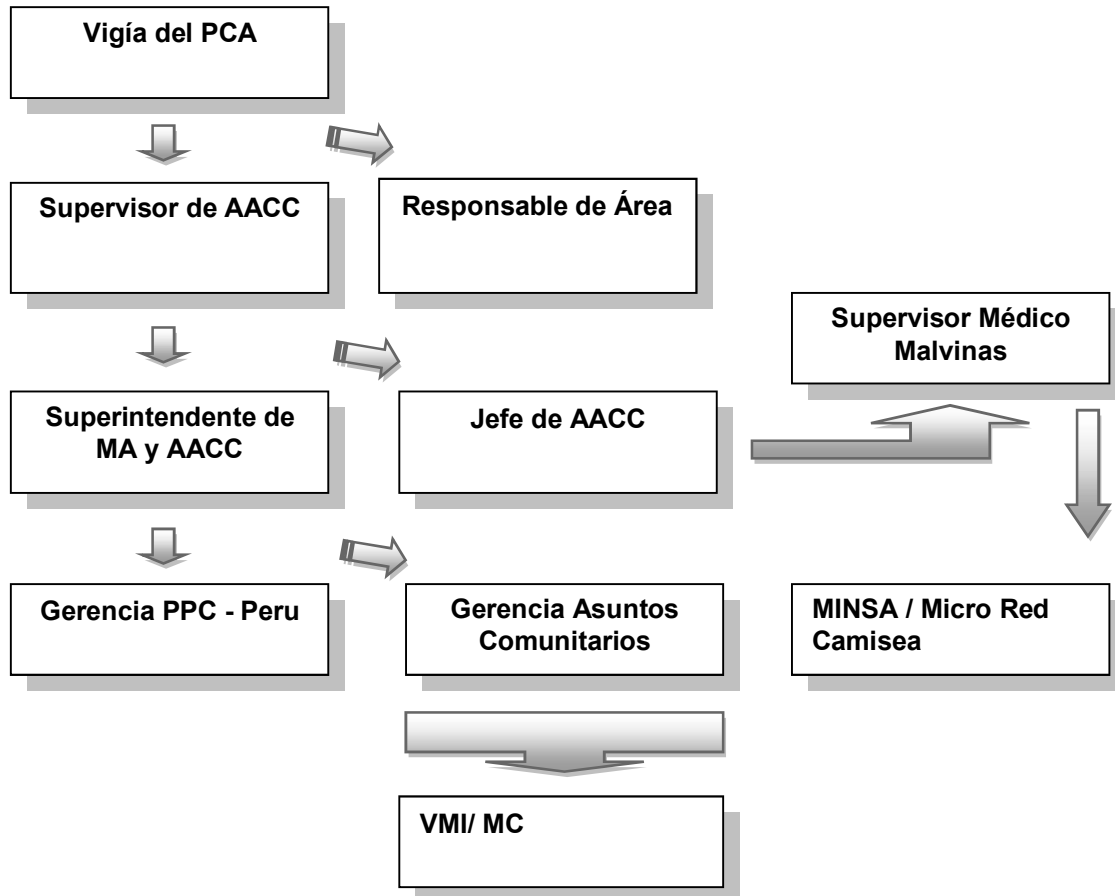 Vigía del PCA
Supervisor de AACC
Responsable de Área
Supervisor Médico
Malvinas
Superintendente de
MA y AACC
Jefe de AACC
Gerencia PPC - Peru
Gerencia Asuntos
Comunitarios
MINSA / Micro Red
Camisea
VMI/ MC